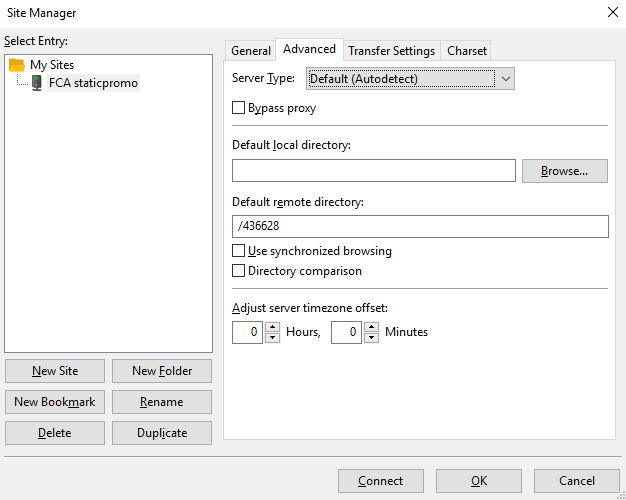 Site Manager
Select Entry:
My Sites
FCA staticpromo
New Site
New Folder
New Bookmark
Rename
Delete
Duplicate
General
Advanced
Transfer Settings
Charset
Server Type:
Default (Autodetect)
Bypass proxy
Default local directory:
Browse...
Default remote directory:
/436628
Use synchronized browsing
Directory comparison
Adjust server timezone offset:
0 Hours, 0 Minutes
Connect
OK
Cancel